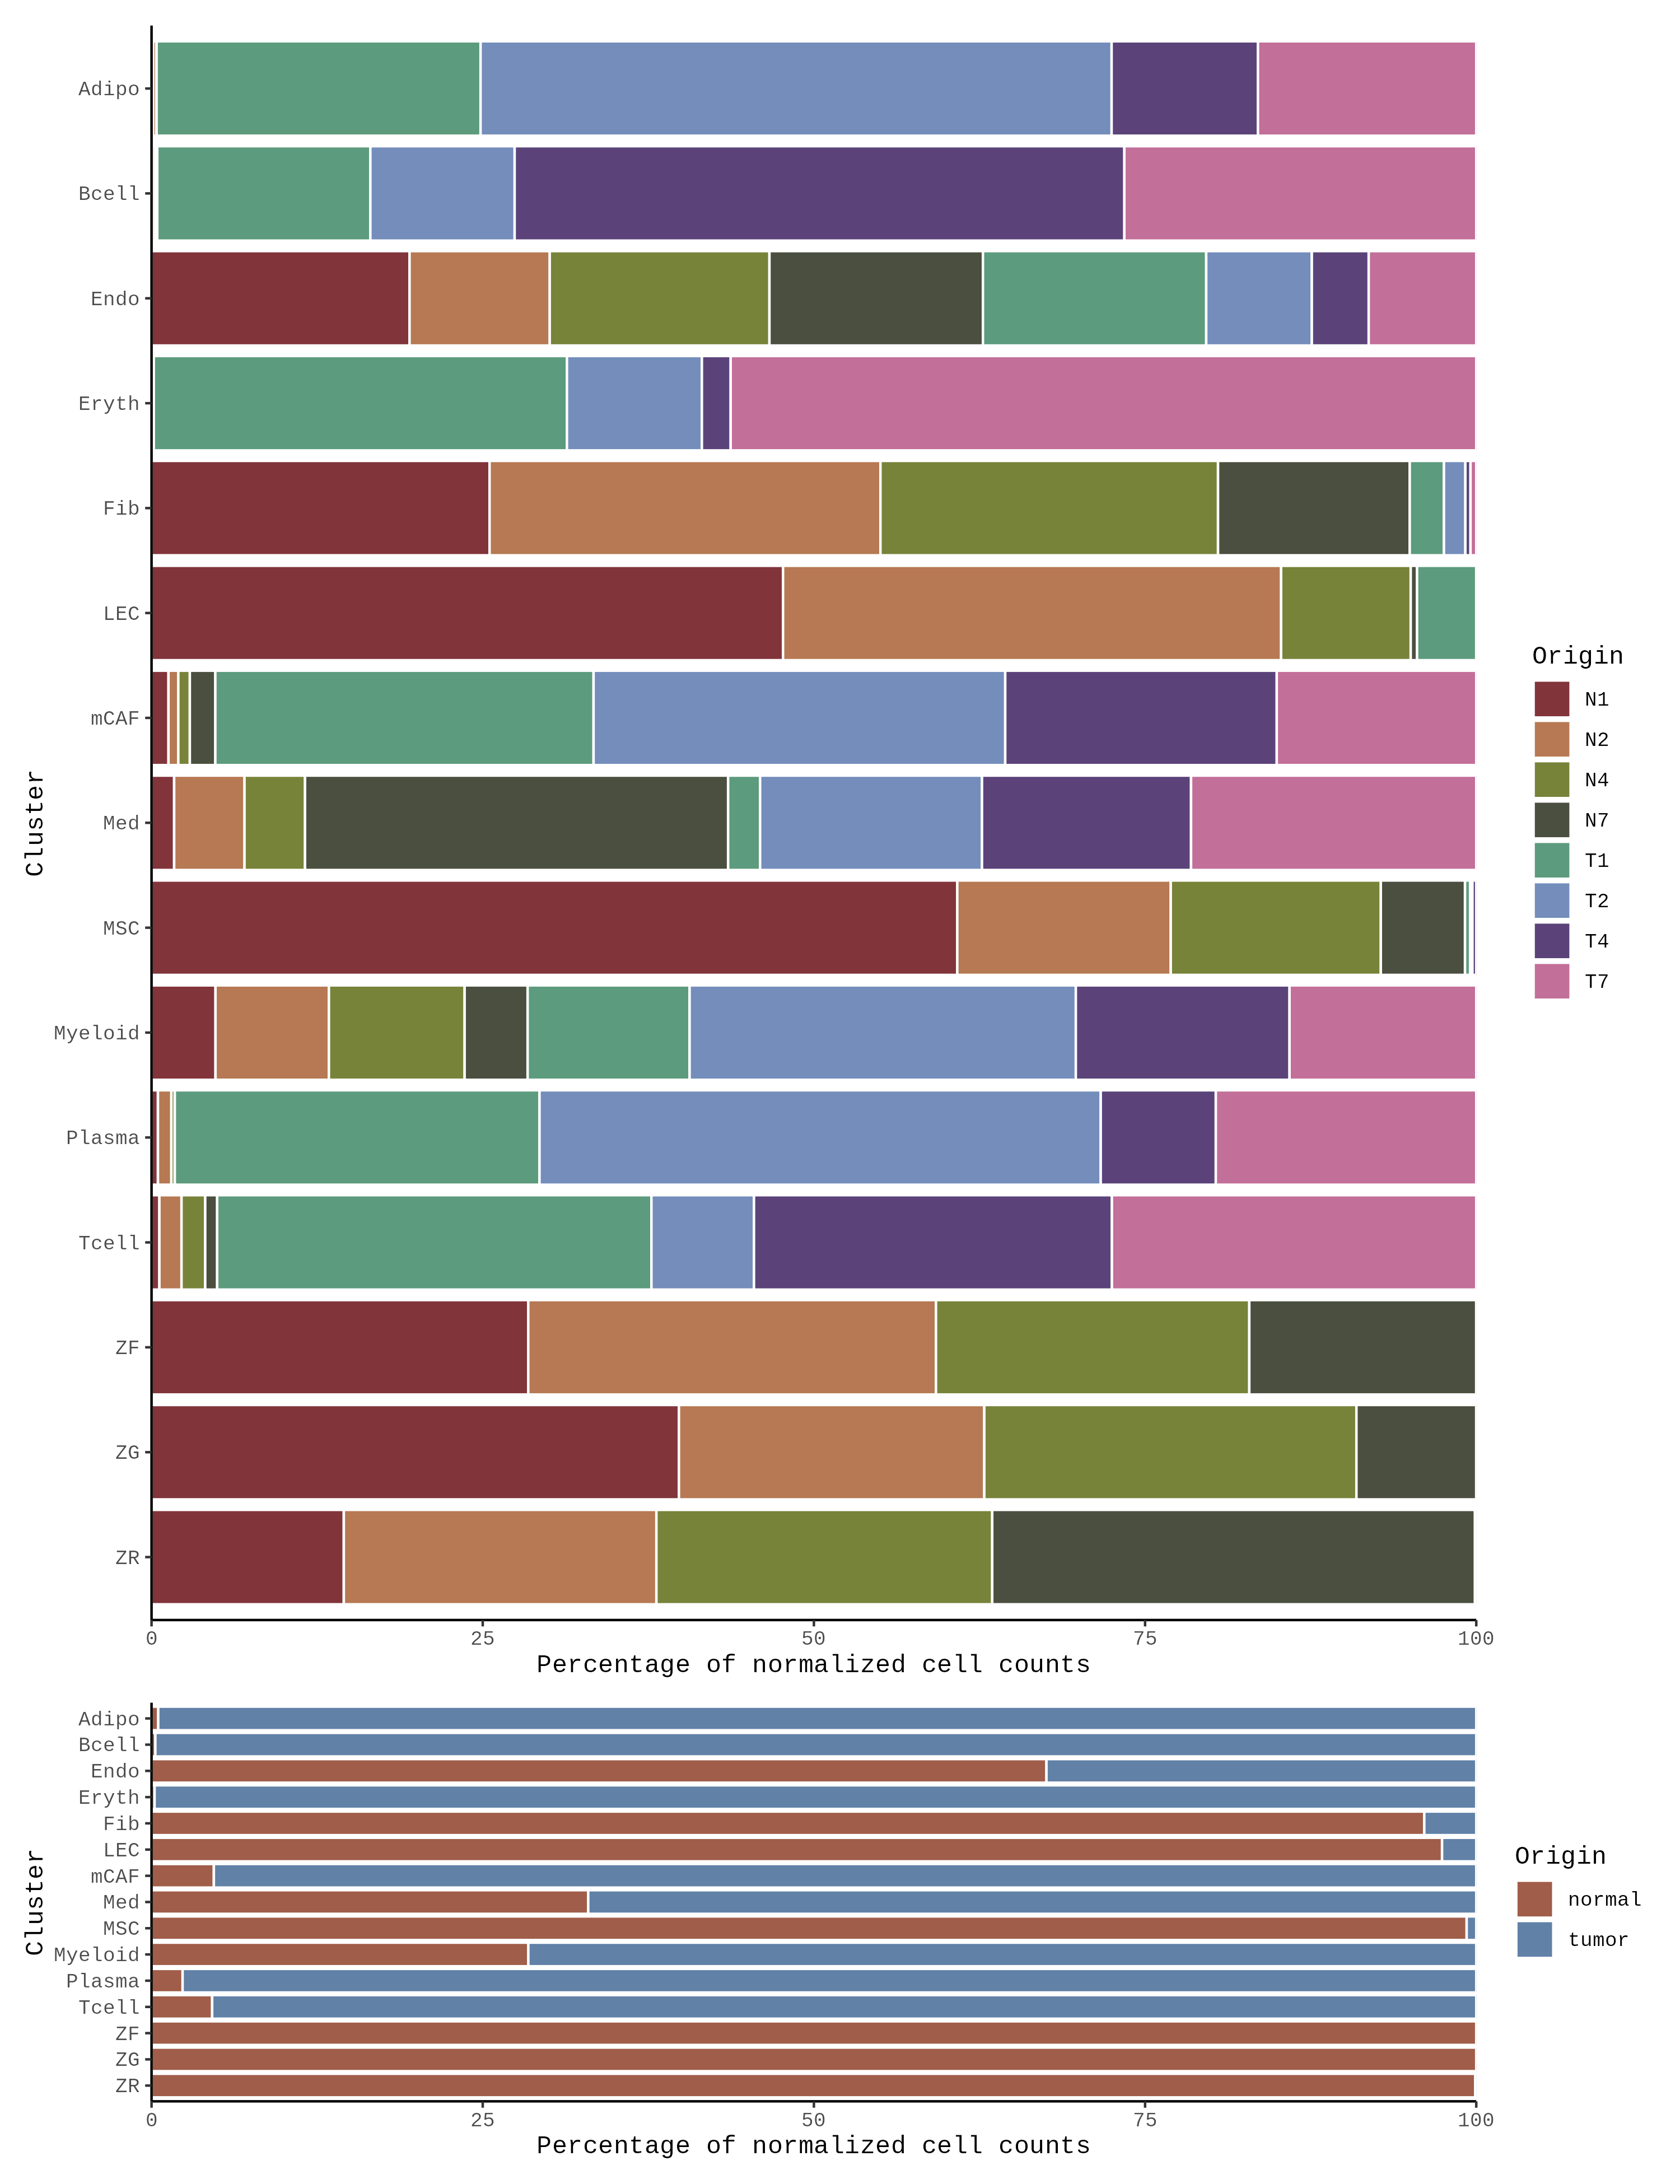 Adipo
Bcell
Endo
Eryth
Fib
LEC
mCAF
Med
MSC
Myeloid
Plasma
Tcell
ZF
ZG
ZR
Cluster
0 25 50 75 100
Percentage of normalized cell counts
Origin
N1
N2
N4
N7
T1
T2
T4
T7
Adipo
Bcell
Endo
Eryth
Fib
LEC
mCAF
Med
MSC
Myeloid
Plasma
Tcell
ZF
ZG
ZR
Cluster
0 25 50 75 100
Percentage of normalized cell counts
Origin
normal
tumor